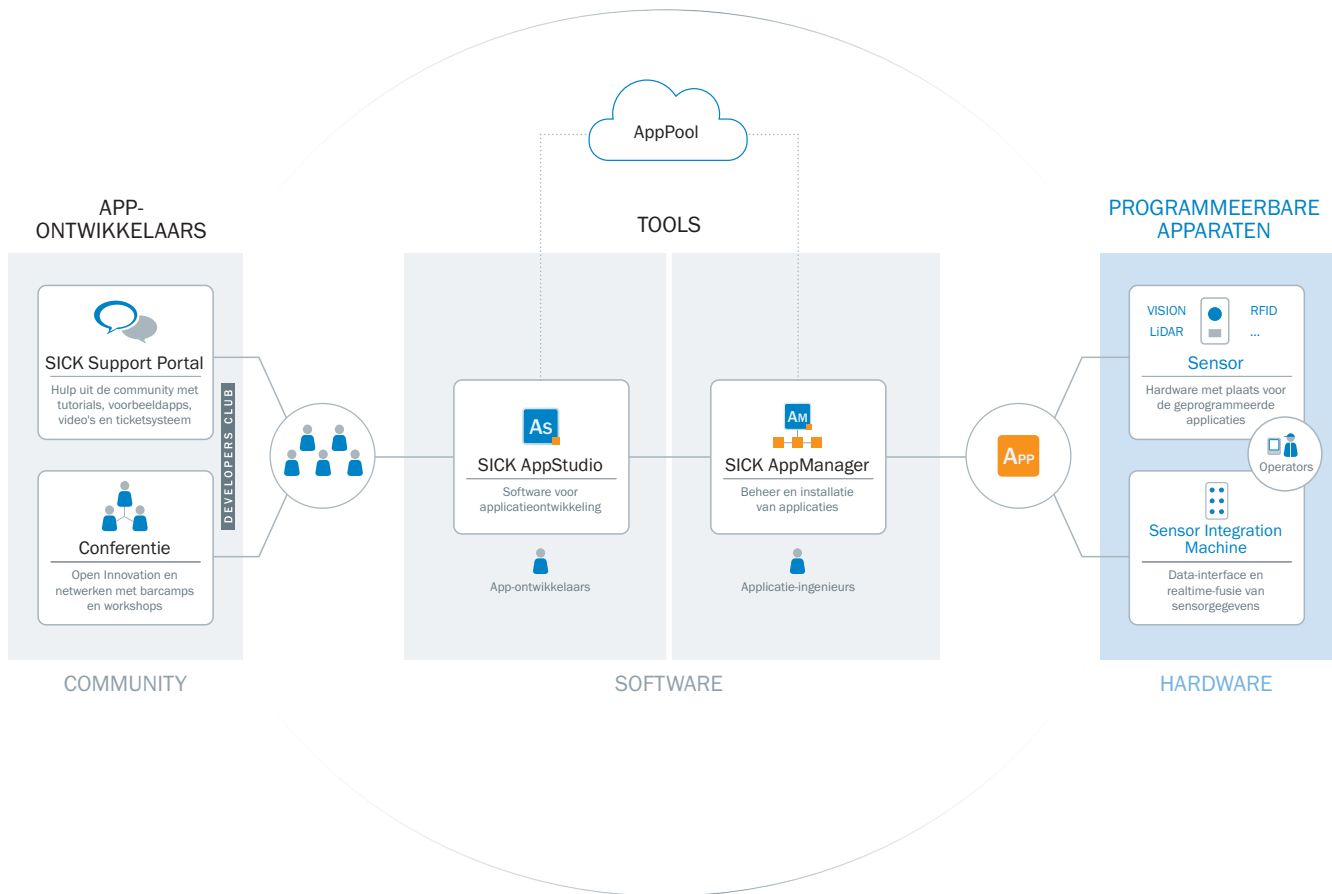 AppPool
APP-
ONTWIKKELAARS
TOOLS
PROGRAMMEERBARE
APPARATEN
SICK Support Portal
Hulp uit de community met
tutorials, voorbeeldapps,
video's en ticketsysteem
Conferentie
Open Innovation en
netwerken met barcamps
en workshops
DEVELOPERS CLUB
COMMUNITY
As
SICK AppStudio
Software voor
applicatieontwikkeling
App-ontwikkelaars
AM
SICK AppManager
Beheer en installatie
van applicaties
Applicatie-ingenieurs
SOFTWARE
APP
VISION
RFID
LiDAR
...
Sensor
Hardware met plaats voor
de geprogrammeerde
applicaties
Operators
Sensor Integration
Machine
Data-interface en
realtime-fusie van
sensorgegevens
HARDWARE